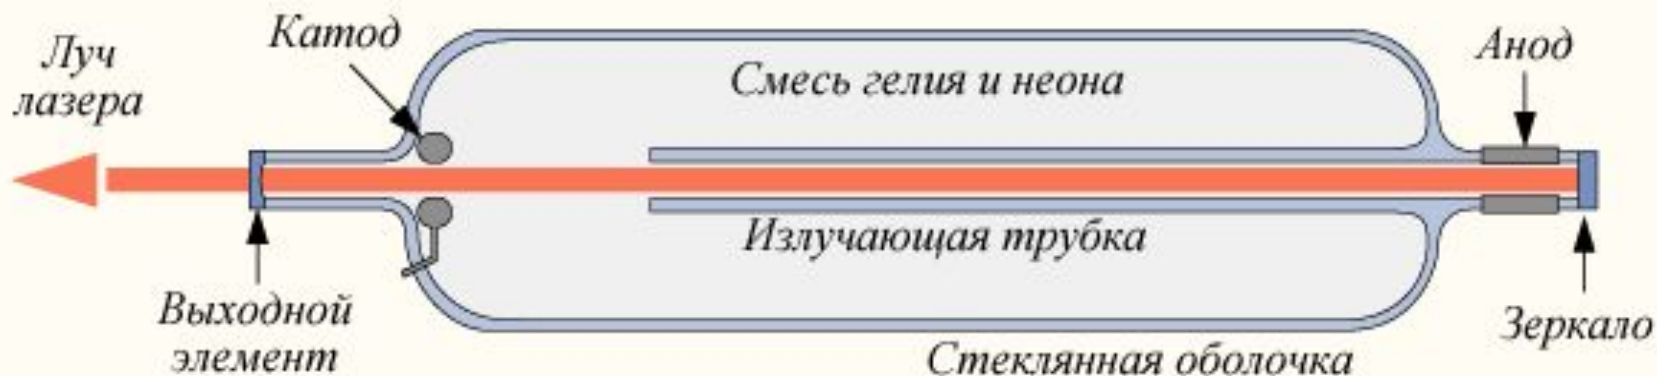 Луч
лазера
Катод
Смесь гелия и неона
Анод
Излучающая трубка
Выходной
элемент
Стеклянная оболочка
Зеркало